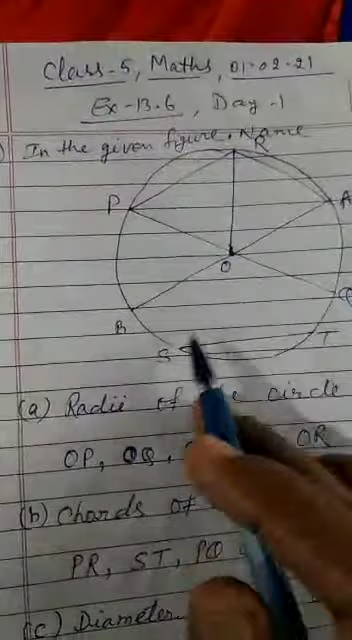 Class-5, Maths, 01-02-21
Ex-13.6, Day-1
In the given figure, Name
R
P
A
O
Q
B
S
T
(a) Radii of circle
OP, OQ, OR
(b) Chords of
PR, ST, PQ
(c) Diameter